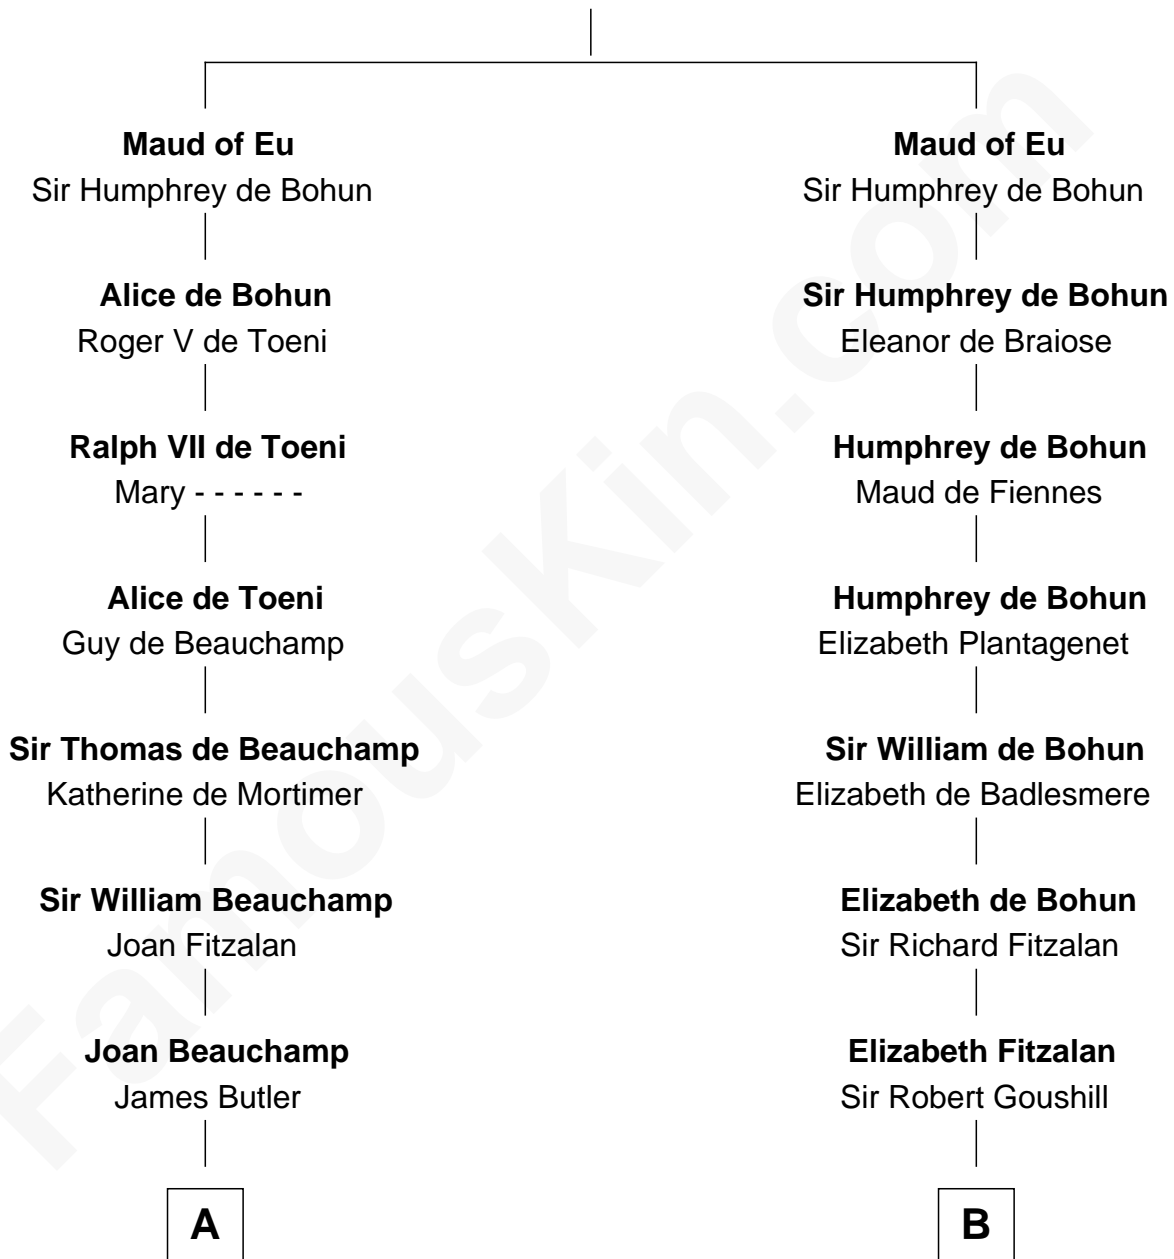 Maud of Eu
Sir Humphrey de Bohun
Alice de Bohun
Roger V de Toeni
Ralph VII de Toeni
Mary - - - - - -
Alice de Toeni
Guy de Beauchamp
Sir Thomas de Beauchamp
Katherine de Mortimer
Sir William Beauchamp
Joan Fitzalan
Joan Beauchamp
James Butler
A
Maud of Eu
Sir Humphrey de Bohun
Sir Humphrey de Bohun
Eleanor de Braiose
Humphrey de Bohun
Maud de Fiennes
Humphrey de Bohun
Elizabeth Plantagenet
Sir William de Bohun
Elizabeth de Badlesmere
Elizabeth de Bohun
Sir Richard Fitzalan
Elizabeth Fitzalan
Sir Robert Goushill
B
FamousKin.com